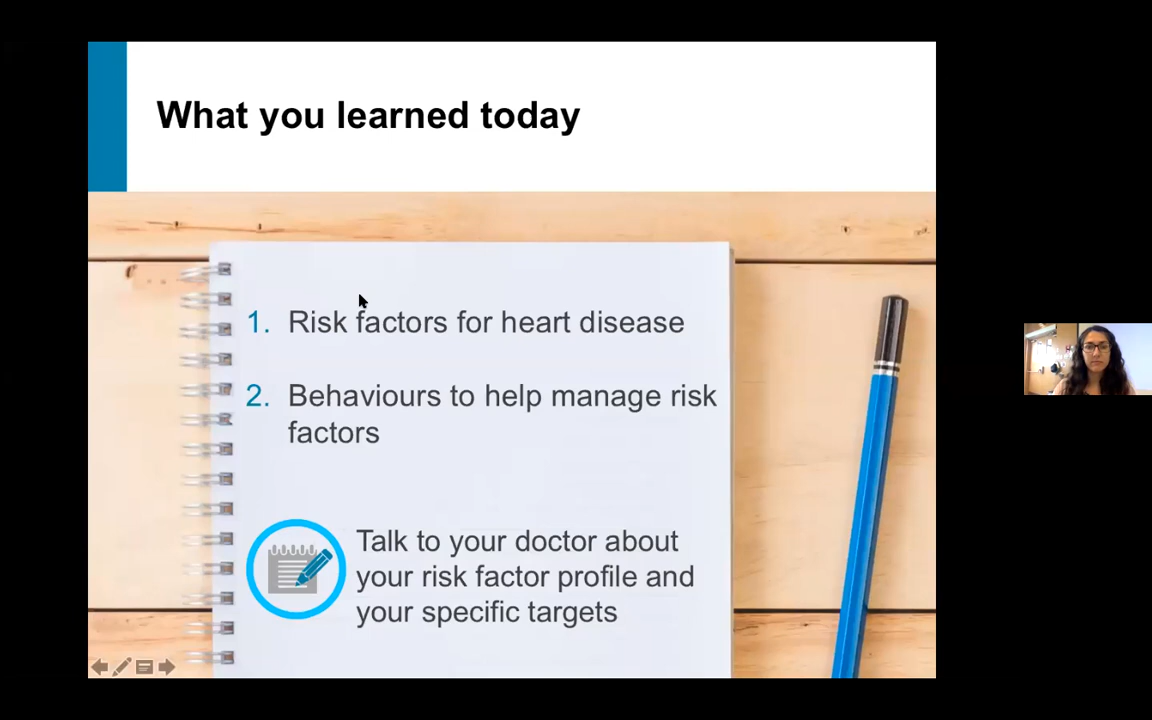 What you learned today
1. Risk factors for heart disease
2. Behaviours to help manage risk
factors
Talk to your doctor about
your risk factor profile and
your specific targets